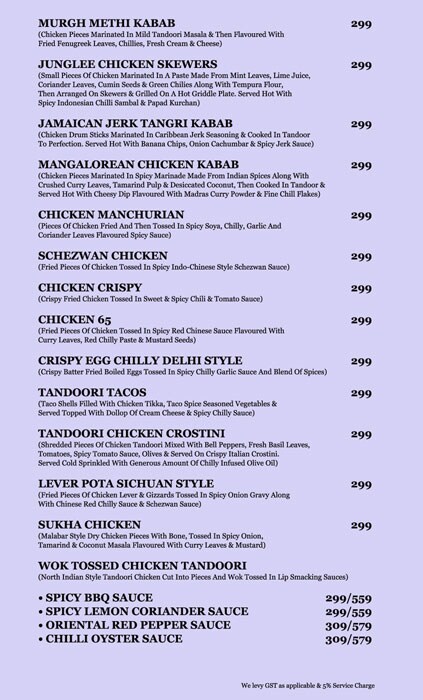 MURGH METHI KABAB 299
(Chicken Pieces Marinated In Mild Tandoori Masala & Then Flavoured With
Fried Fenugreek Leaves, Chillies, Fresh Cream & Cheese)
JUNGLEE CHICKEN SKEWERS 299
(Small Pieces Of Chicken Marinated In A Paste Made From Mint Leaves, Lime Juice,
Coriander Leaves, Cumin Seeds & Green Chilies Along With Tempura Flour,
Then Arranged On Skewers & Grilled On A Hot Griddle Plate. Served Hot With
Spicy Indonesian Chilli Sambal & Papad Kurchan)
JAMAICAN JERK TANGRI KABAB 299
(Chicken Drum Sticks Marinated In Caribbean Jerk Seasoning & Cooked In Tandoor
To Perfection. Served Hot With Banana Chips, Onion Cachumbar & Spicy Jerk Sauce)
MANGALOREAN CHICKEN KABAB 299
(Chicken Pieces Marinated In Spicy Marinade Made From Indian Spices Along With
Crushed Curry Leaves, Tamarind Pulp & Desiccated Coconut, Then Cooked In Tandoor &
Served Hot With Cheesy Dip Flavoured With Madras Curry Powder & Fine Chill Flakes)
CHICKEN MANCHURIAN 299
(Pieces Of Chicken Fried And Then Tossed In Spicy Soya, Chilly, Garlic And
Coriander Leaves Flavoured Spicy Sauce)
SCHEZWAN CHICKEN 299
(Fried Pieces Of Chicken Tossed In Spicy Indo-Chinese Style Schezwan Sauce)
CHICKEN CRISPY 299
(Crispy Fried Chicken Tossed In Sweet & Spicy Chili & Tomato Sauce)
CHICKEN 65 299
(Fried Pieces Of Chicken Tossed In Spicy Red Chinese Sauce Flavoured With
Curry Leaves, Red Chilly Paste & Mustard Seeds)
CRISPY EGG CHILLY DELHI STYLE 299
(Crispy Batter Fried Boiled Eggs Tossed In Spicy Chilly Garlic Sauce And Blend Of Spices)
TANDOORI TACOS 299
(Taco Shells Filled With Chicken Tikka, Taco Spice Seasoned Vegetables &
Served Topped With Dollop Of Cream Cheese & Spicy Chilly Sauce)
TANDOORI CHICKEN CROSTINI 299
(Shredded Pieces Of Chicken Tandoori Mixed With Bell Peppers, Fresh Basil Leaves,
Tomatoes, Spicy Tomato Sauce, Olives & Served On Crispy Italian Crostini.
Served Cold Sprinkled With Generous Amount Of Chilly Infused Olive Oil)
LEVER POTA SICHUAN STYLE 299
(Fried Pieces Of Chicken Lever & Gizzards Tossed In Spicy Onion Gravy Along
With Chinese Red Chilly Sauce & Schezwan Sauce)
SUKHA CHICKEN 299
(Malabar Style Dry Chicken Pieces With Bone, Tossed In Spicy Onion,
Tamarind & Coconut Masala Flavoured With Curry Leaves & Mustard)
WOK TOSSED CHICKEN TANDOORI
(North Indian Style Tandoori Chicken Cut Into Pieces And Wok Tossed In Lip Smacking Sauces)
• SPICY BBQ SAUCE 299/559
• SPICY LEMON CORIANDER SAUCE 299/559
• ORIENTAL RED PEPPER SAUCE 309/579
• CHILLI OYSTER SAUCE 309/579
We levy GST as applicable & 5% Service Charge